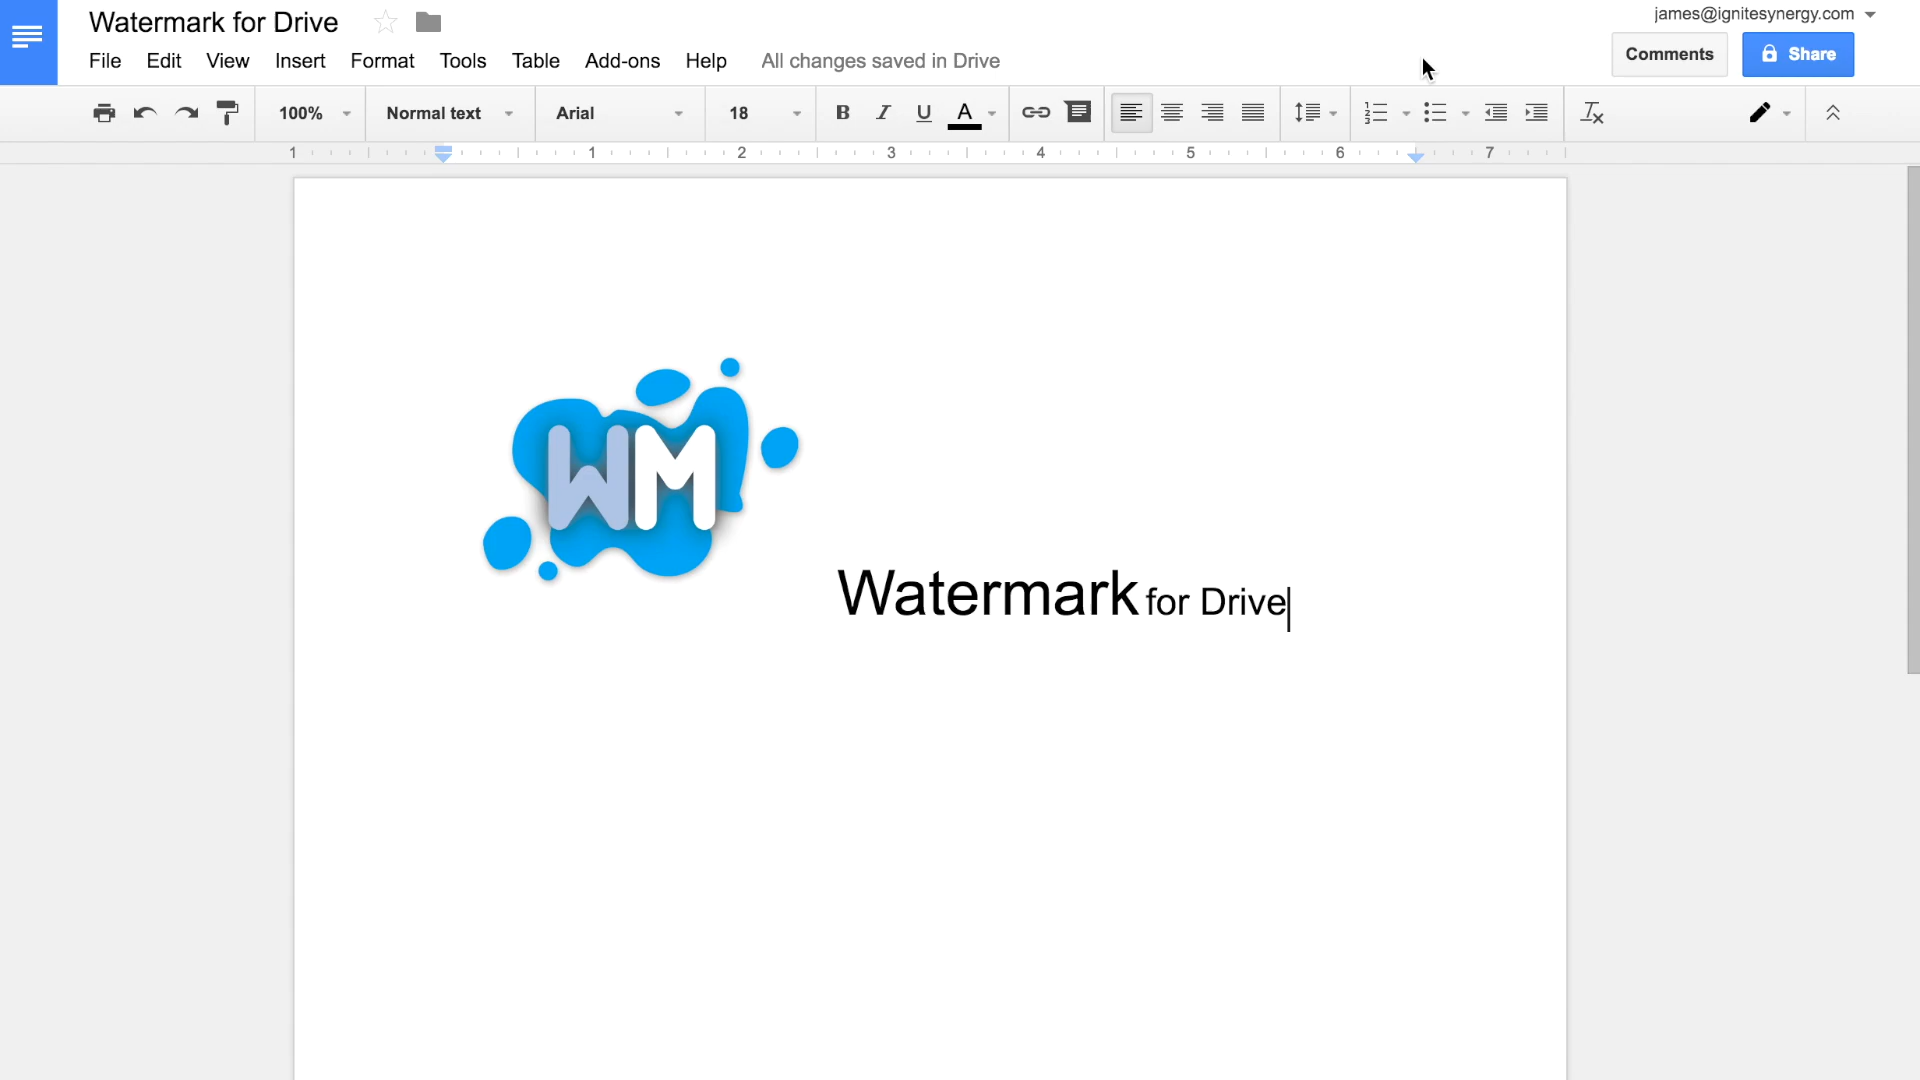 Watermark for Drive
james@ignitesynergy.com
File Edit View Insert Format Tools Table Add-ons Help All changes saved in Drive
Comments Share
100% Normal text Arial 18 B I U A
1 1 2 3 4 5 6 7
WM
Watermark for Drive